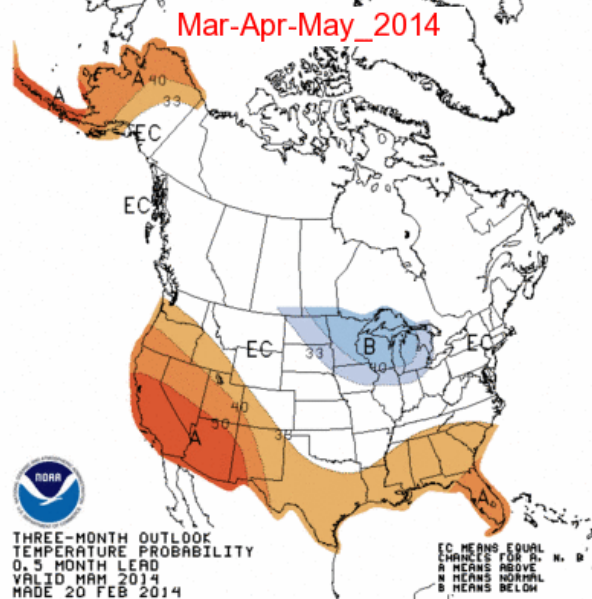 Mar-Apr-May_2014
A
40
A
33
EC
EC
EC
33
B
EC
40
40
50
33
A
A
NOAA
THREE-MONTH OUTLOOK
TEMPERATURE PROBABILITY
0.5 MONTH LEAD
VALID MAM 2014
MADE 20 FEB 2014
EC MEANS EQUAL
CHANCES FOR A, N, B
A MEANS ABOVE
N MEANS NORMAL
B MEANS BELOW